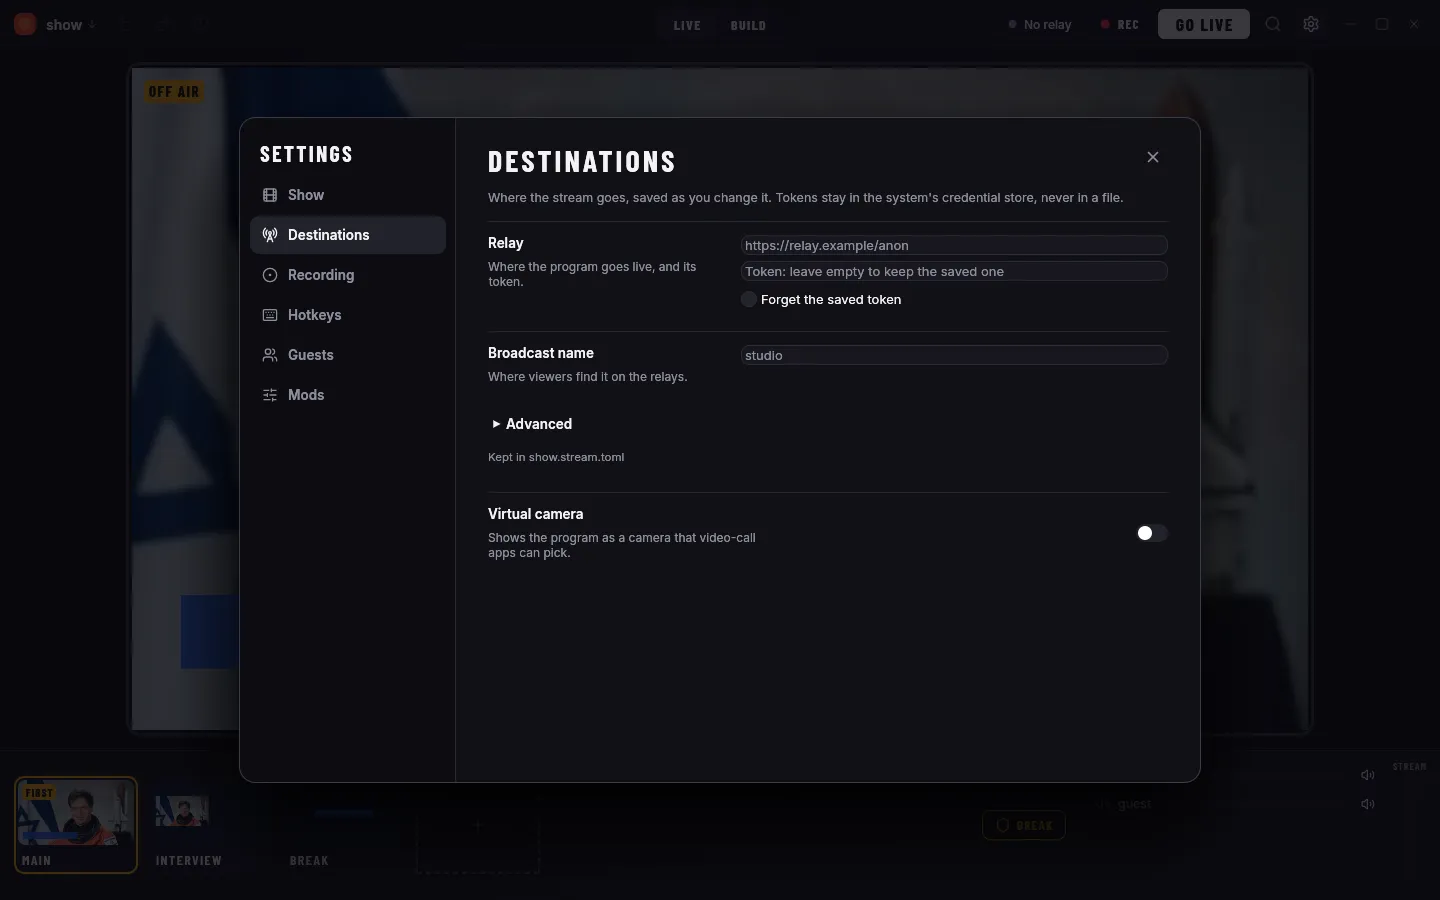 show
LIVE
BUILD
No relay
REC
GO LIVE
OFF AIR
SETTINGS
Show
Destinations
Recording
Hotkeys
Guests
Mods
DESTINATIONS
Where the stream goes, saved as you change it. Tokens stay in the system's credential store, never in a file.
Relay
Where the program goes live, and its
token.
https://relay.example/anon
Token: leave empty to keep the saved one
Forget the saved token
Broadcast name
Where viewers find it on the relays.
studio
Advanced
Kept in show.stream.toml
Virtual camera
Shows the program as a camera that video-call
apps can pick.
STREAM
guest
BREAK
FIRST
MAIN
INTERVIEW
BREAK